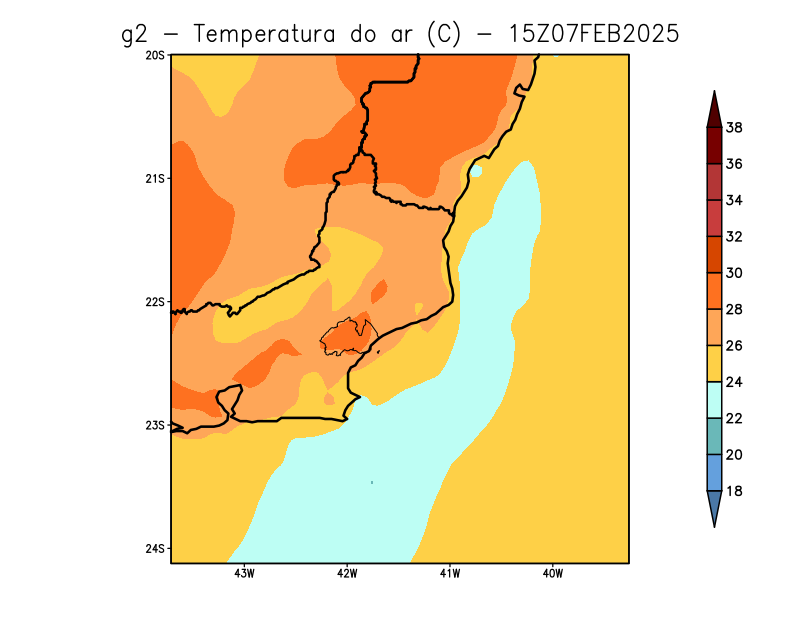 g2 – Temperatura do ar (C) – 15Z07FEB2025
20S
21S
22S
23S
24S
43W
42W
41W
40W
38
36
34
32
30
28
26
24
22
20
18